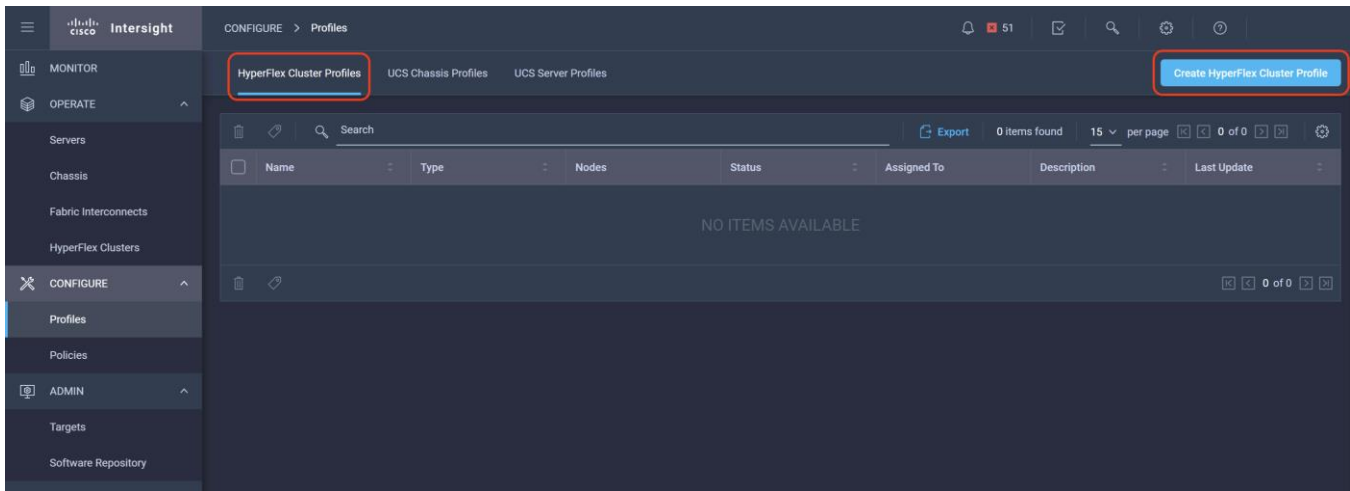 cisco Intersight
CONFIGURE > Profiles
51
MONITOR
OPERATE
Servers
Chassis
Fabric Interconnects
HyperFlex Clusters
CONFIGURE
Profiles
Policies
ADMIN
Targets
Software Repository
HyperFlex Cluster Profiles UCS Chassis Profiles UCS Server Profiles
Create HyperFlex Cluster Profile
Search Export 0 items found 15 per page 0 of 0
Name Type Nodes Status Assigned To Description Last Update
NO ITEMS AVAILABLE
0 of 0